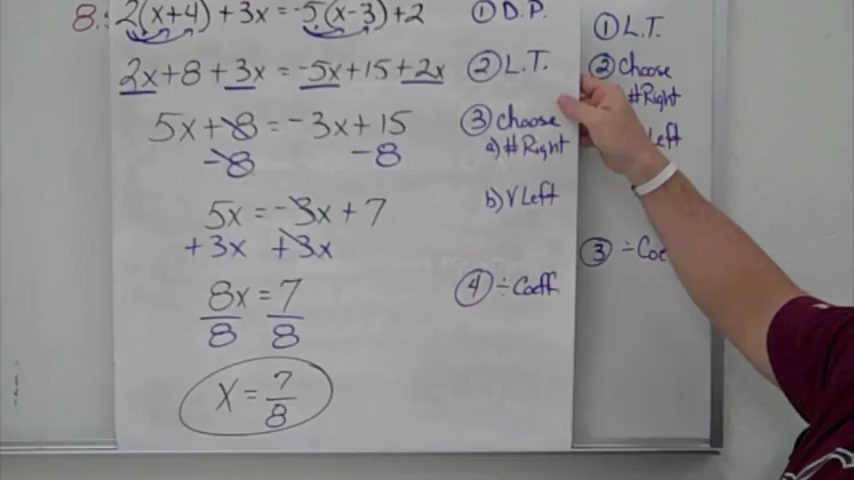 8.: 2(x+4)+3x=-5(x-3)+2
2x+8+3x=-5x+15+2x
5x+8=-3x+15
-8 -8
5x=-3x+7
+3x +3x
8x=7
8 8
x=7/8
① D.P.
② L.T.
③ Choose
a) #Right
b) V Left
④ ÷ Coeff
① L.T.
② Choose
#Right
Left
③ ÷ Coe